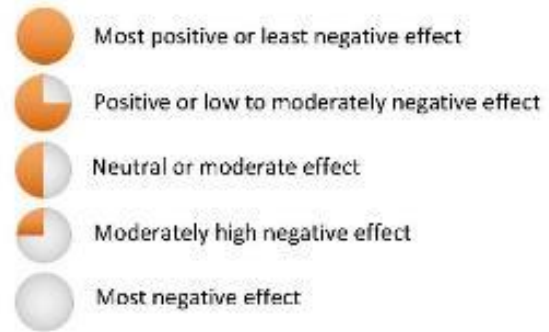 Most positive or least negative effect
Positive or low to moderately negative effect
Neutral or moderate effect
Moderately high negative effect
Most negative effect